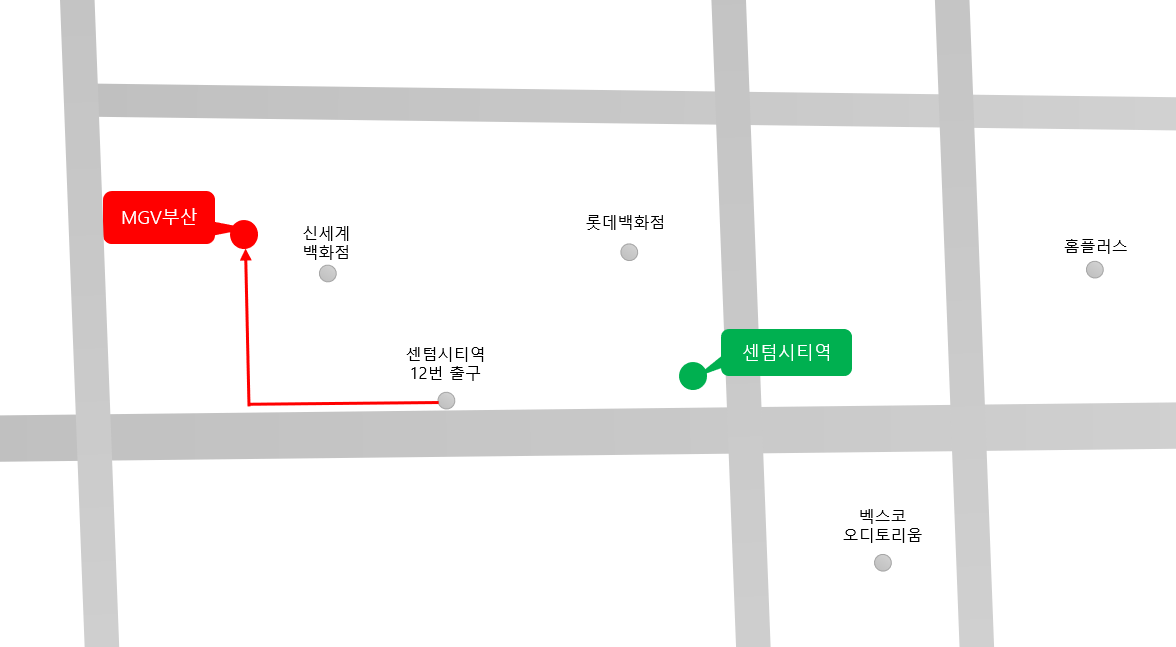 MGV부산
신세계
백화점
롯데백화점
홈플러스
센텀시티역
12번 출구
센텀시티역
벡스코
오디토리움